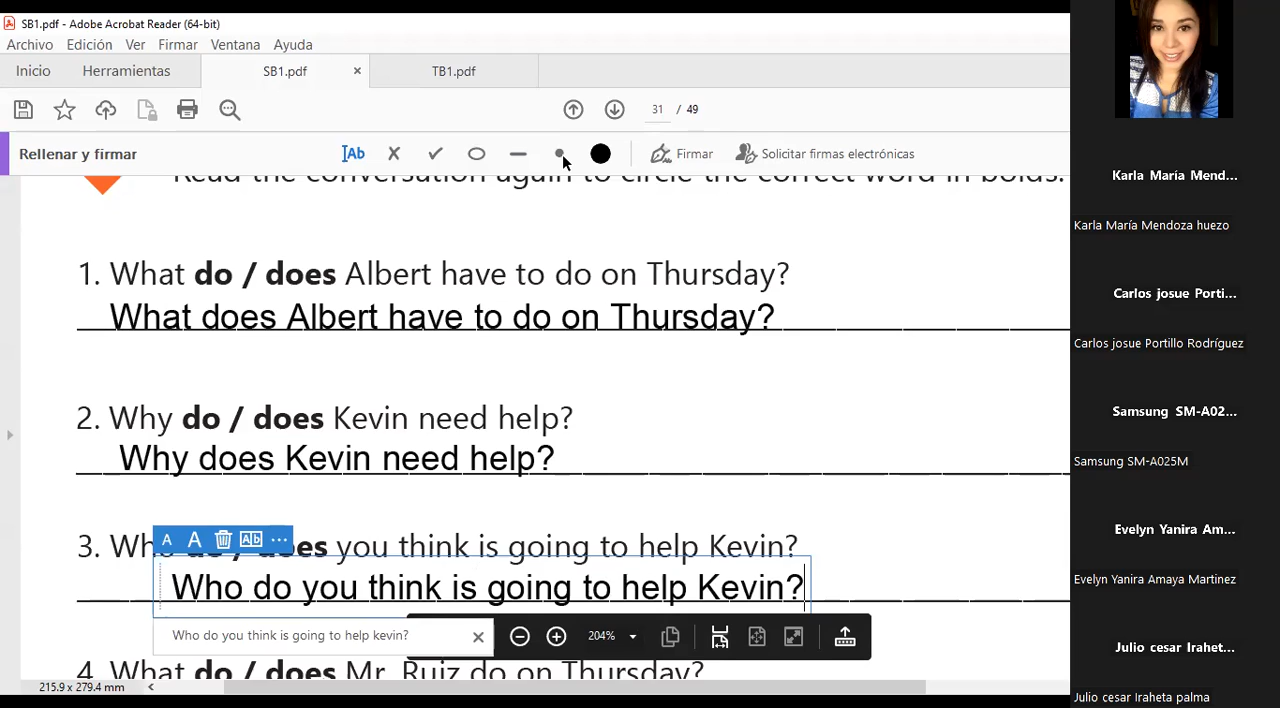 SB1.pdf - Adobe Acrobat Reader (64-bit)
Archivo Edición Ver Firmar Ventana Ayuda
Inicio Herramientas SB1.pdf × TB1.pdf
31 / 49
Rellenar y firmar Ab Firmar Solicitar firmas electrónicas
Read the conversation again to circle the correct word in bolds.
1. What do / does Albert have to do on Thursday?
What does Albert have to do on Thursday?
2. Why do / does Kevin need help?
Why does Kevin need help?
A A Ab ...
3. Who do / does you think is going to help Kevin?
Who do you think is going to help Kevin?
Who do you think is going to help kevin?
204%
4. What do / does Mr. Ruiz do on Thursday?
215.9 x 279.4 mm
Karla María Mend...
Karla María Mendoza huezo
Carlos josue Porti...
Carlos josue Portillo Rodríguez
Samsung SM-A02...
Samsung SM-A025M
Evelyn Yanira Am...
Evelyn Yanira Amaya Martinez
Julio cesar Irahet...
Julio cesar Iraheta palma